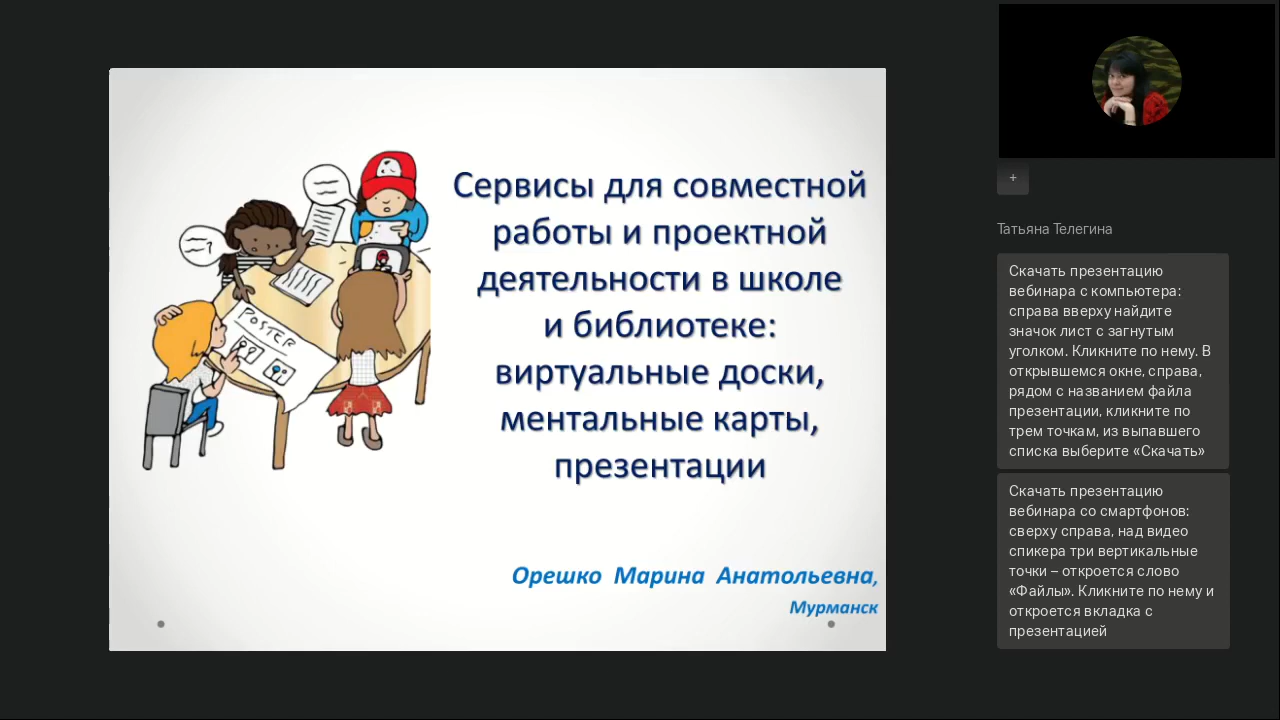 Сервисы для совместной
работы и проектной
деятельности в школе
и библиотеке:
виртуальные доски,
ментальные карты,
презентации
POSTER
?
Орешко Марина Анатольевна,
Мурманск
+
Татьяна Телегина
Скачать презентацию
вебинара с компьютера:
справа вверху найдите
значок лист с загнутым
уголком. Кликните по нему. В
открывшемся окне, справа,
рядом с названием файла
презентации, кликните по
трем точкам, из выпавшего
списка выберите «Скачать»
Скачать презентацию
вебинара со смартфонов:
сверху справа, над видео
спикера три вертикальные
точки – откроется слово
«Файлы». Кликните по нему и
откроется вкладка с
презентацией